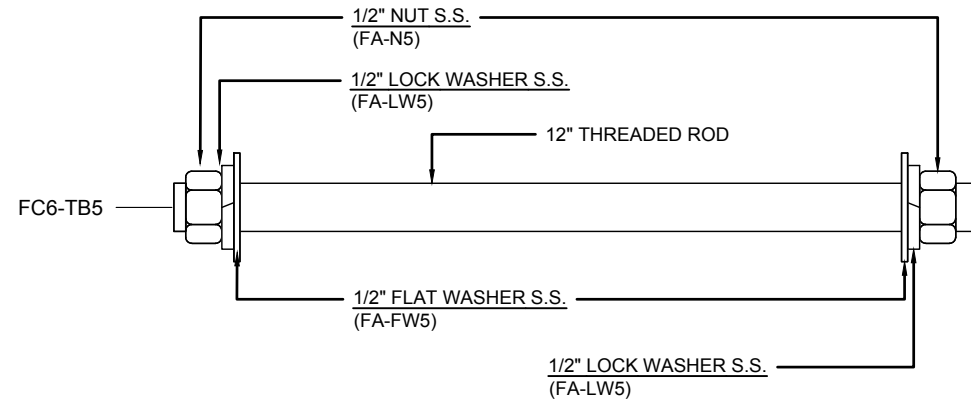 1/2" NUT S.S.
(FA-N5)
1/2" LOCK WASHER S.S.
(FA-LW5)
12" THREADED ROD
FC6-TB5
1/2" FLAT WASHER S.S.
(FA-FW5)
1/2" LOCK WASHER S.S.
(FA-LW5)